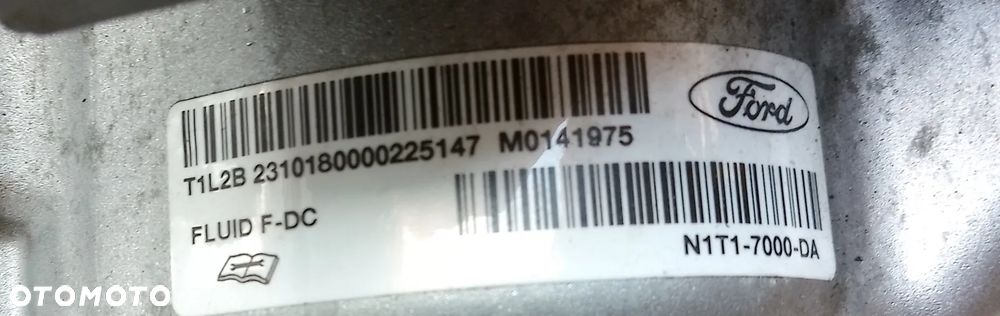 Ford
T1L2B 2310180000225147 M0141975
FLUID F-DC
N1T1-7000-DA
OTOMOTO